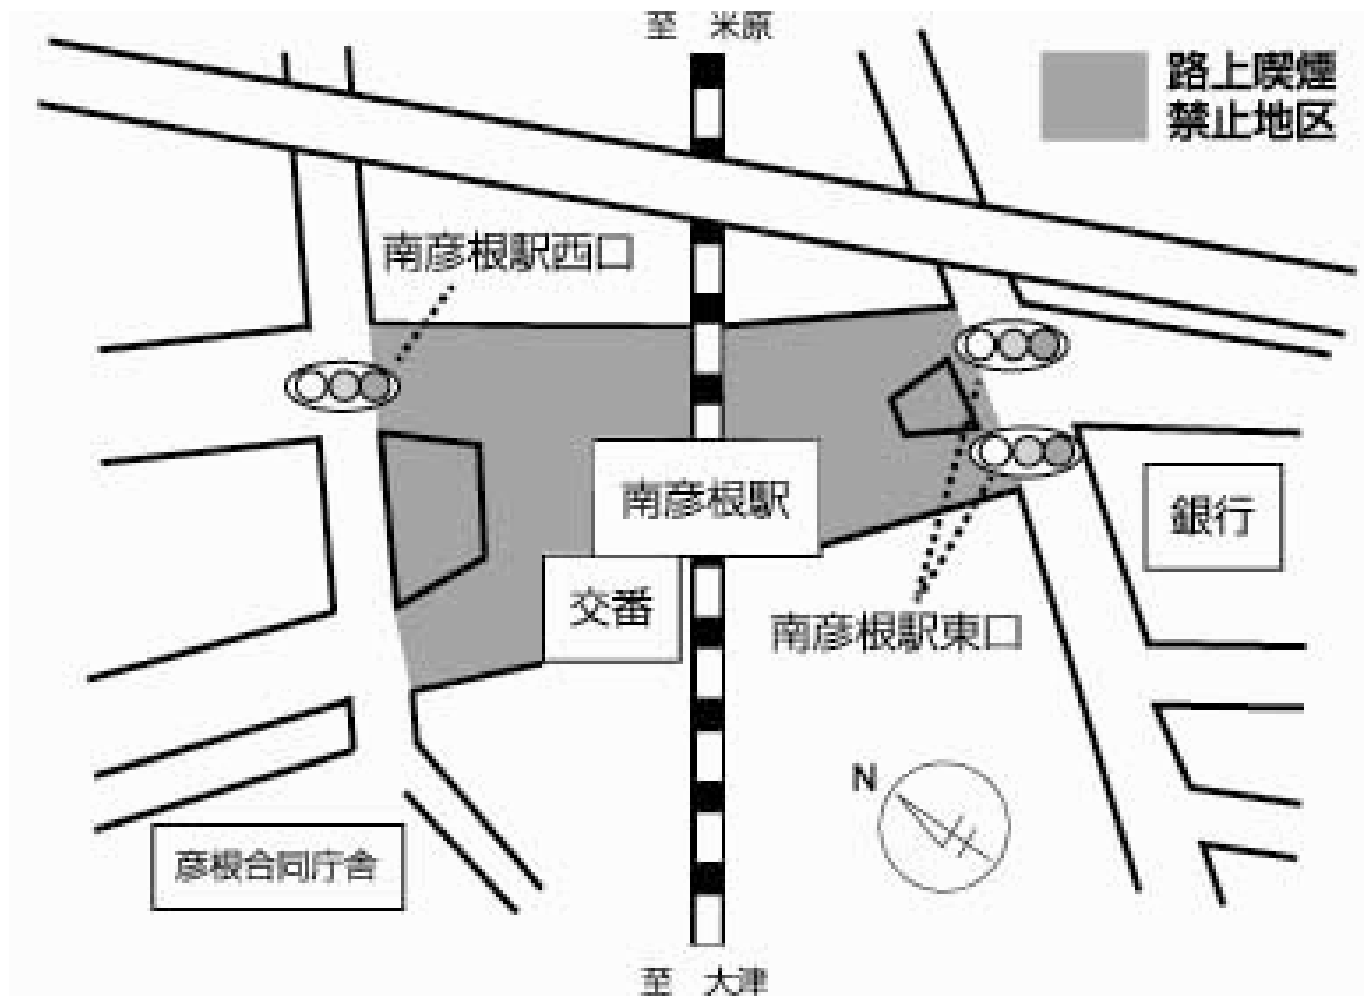 至 米原
路上喫煙
禁止地区
南彦根駅西口
南彦根駅
銀行
交番
南彦根駅東口
N
彦根合同庁舎
至 大津